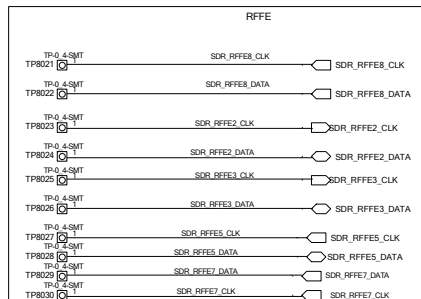 RFFE
TP-0_4-SMT
TP8021 1 SDR_RFFE8_CLK SDR_RFFE8_CLK
TP-0_4-SMT
TP8022 1 SDR_RFFE8_DATA SDR_RFFE8_DATA
TP-0_4-SMT
TP8023 1 SDR_RFFE2_CLK SDR_RFFE2_CLK
TP-0_4-SMT
TP8024 1 SDR_RFFE2_DATA SDR_RFFE2_DATA
TP-0_4-SMT
TP8025 1 SDR_RFFE3_CLK SDR_RFFE3_CLK
TP-0_4-SMT
TP8026 1 SDR_RFFE3_DATA SDR_RFFE3_DATA
TP-0_4-SMT
TP8027 1 SDR_RFFE5_CLK SDR_RFFE5_CLK
TP-0_4-SMT
TP8028 1 SDR_RFFE5_DATA SDR_RFFE5_DATA
TP-0_4-SMT
TP8029 1 SDR_RFFE7_DATA SDR_RFFE7_DATA
TP-0_4-SMT
TP8030 1 SDR_RFFE7_CLK SDR_RFFE7_CLK